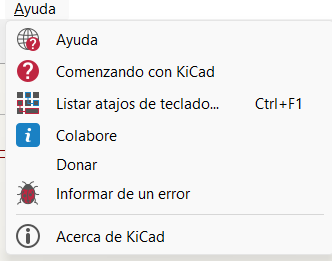 Ayuda
Ayuda
Comenzando con KiCad
Listar atajos de teclado... Ctrl+F1
Colabore
Donar
Informar de un error
Acerca de KiCad